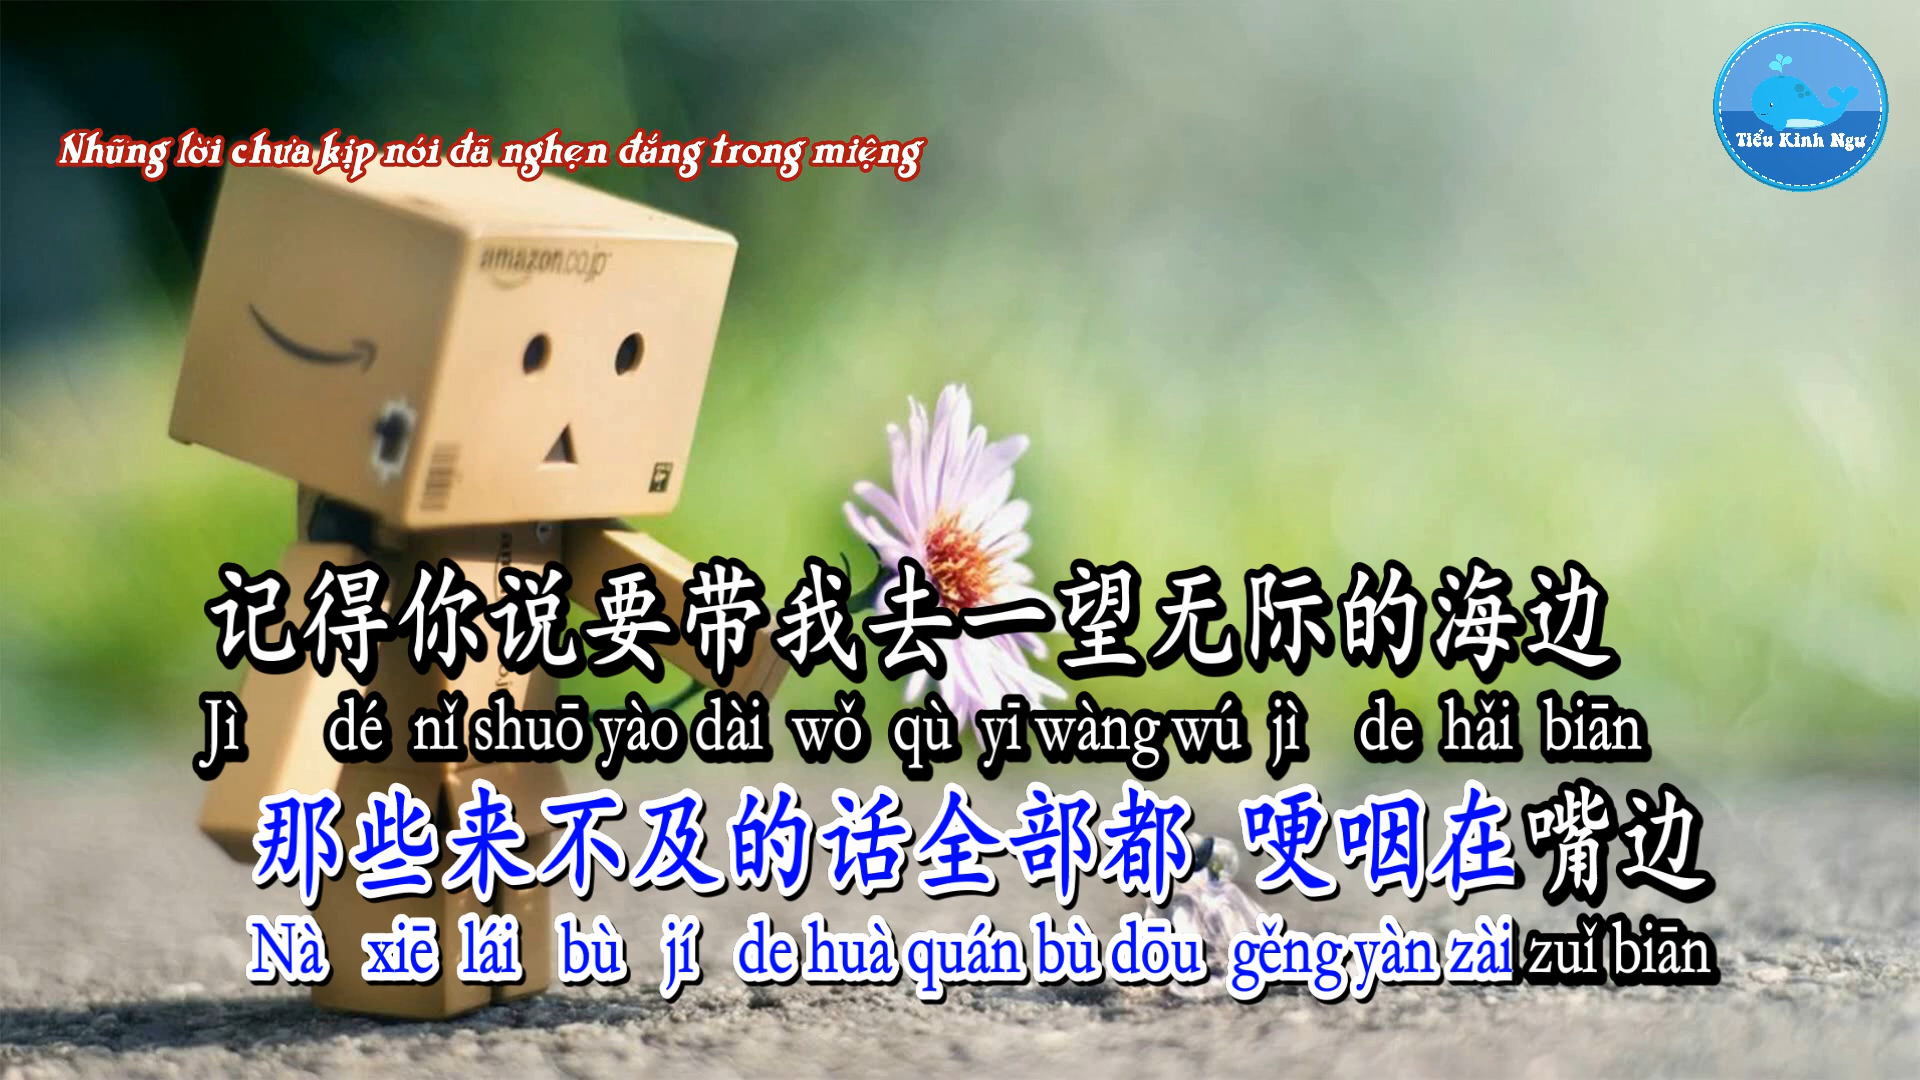 Tiểu Kình Ngư
Những lời chưa kịp nói đã nghẹn đắng trong miệng
amazon.co.jp
记得你说要带我去一望无际的海边
Jì dé nǐ shuō yào dài wǒ qù yī wàng wú jì de hǎi biān
那些来不及的话全部都 哽咽在嘴边
Nà xiē lái bù jí de huà quán bù dōu gěng yàn zài zuǐ biān